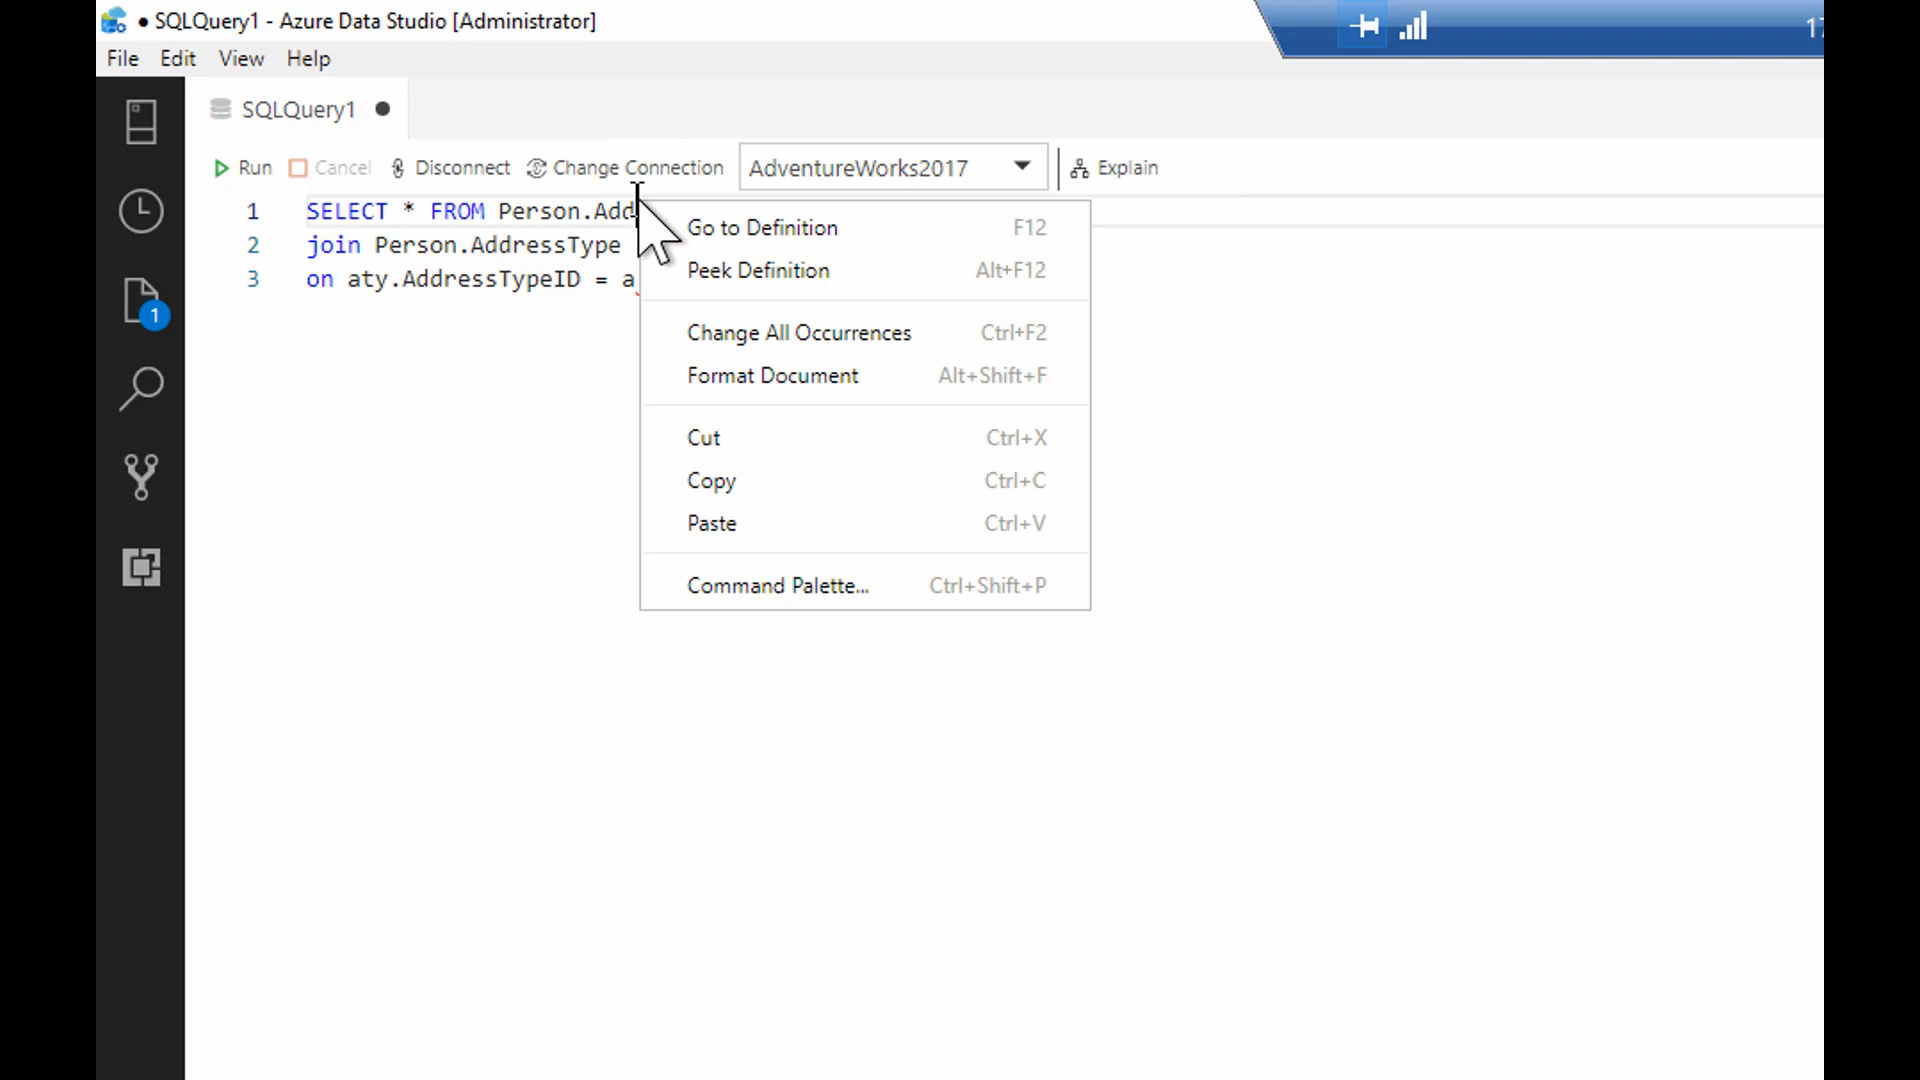 ● SQLQuery1 - Azure Data Studio [Administrator]
17
File Edit View Help
SQLQuery1 ●
Run Cancel Disconnect Change Connection AdventureWorks2017 Explain
1 SELECT * FROM Person.Add
2 join Person.AddressType
3 on aty.AddressTypeID = a
1
Go to Definition F12
Peek Definition Alt+F12
Change All Occurrences Ctrl+F2
Format Document Alt+Shift+F
Cut Ctrl+X
Copy Ctrl+C
Paste Ctrl+V
Command Palette... Ctrl+Shift+P